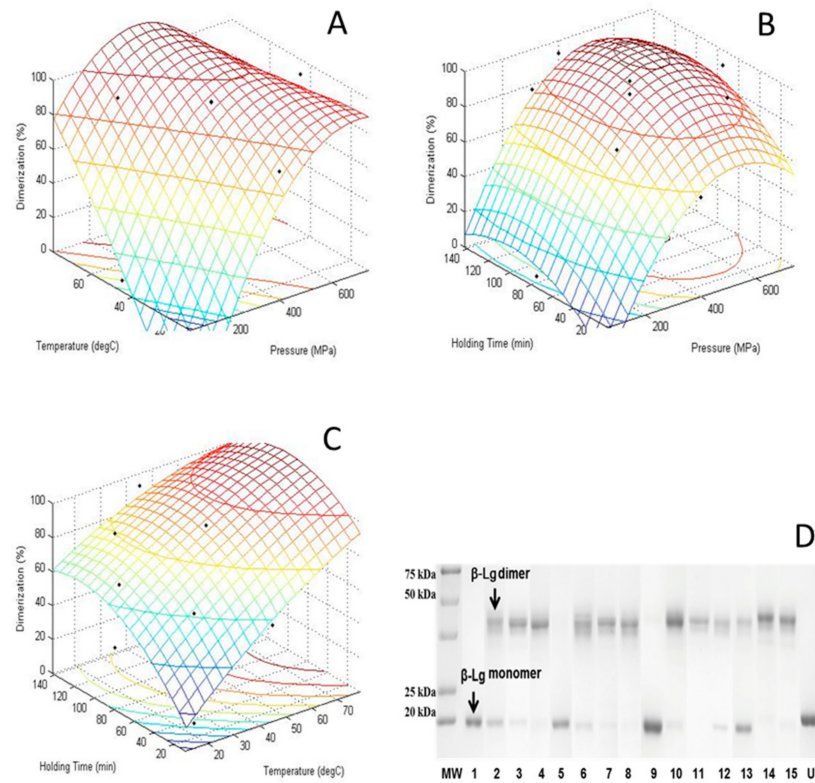 A
100
80
60
40
20
0
Dimerization (%)
60
40
20
200
400
600
Temperature (degC)
Pressure (MPa)
B
100
80
60
40
20
0
Dimerization (%)
140
120
100
80
60
40
20
200
400
600
Holding Time (min)
Pressure (MPa)
C
100
80
60
40
20
0
Dimerization (%)
140
120
100
80
60
40
20
20
30
40
50
60
70
Holding Time (min)
Temperature (degC)
D
75 kDa
50 kDa
β-Lg dimer
25 kDa
β-Lg monomer
20 kDa
MW 1 2 3 4 5 6 7 8 9 10 11 12 13 14 15 U